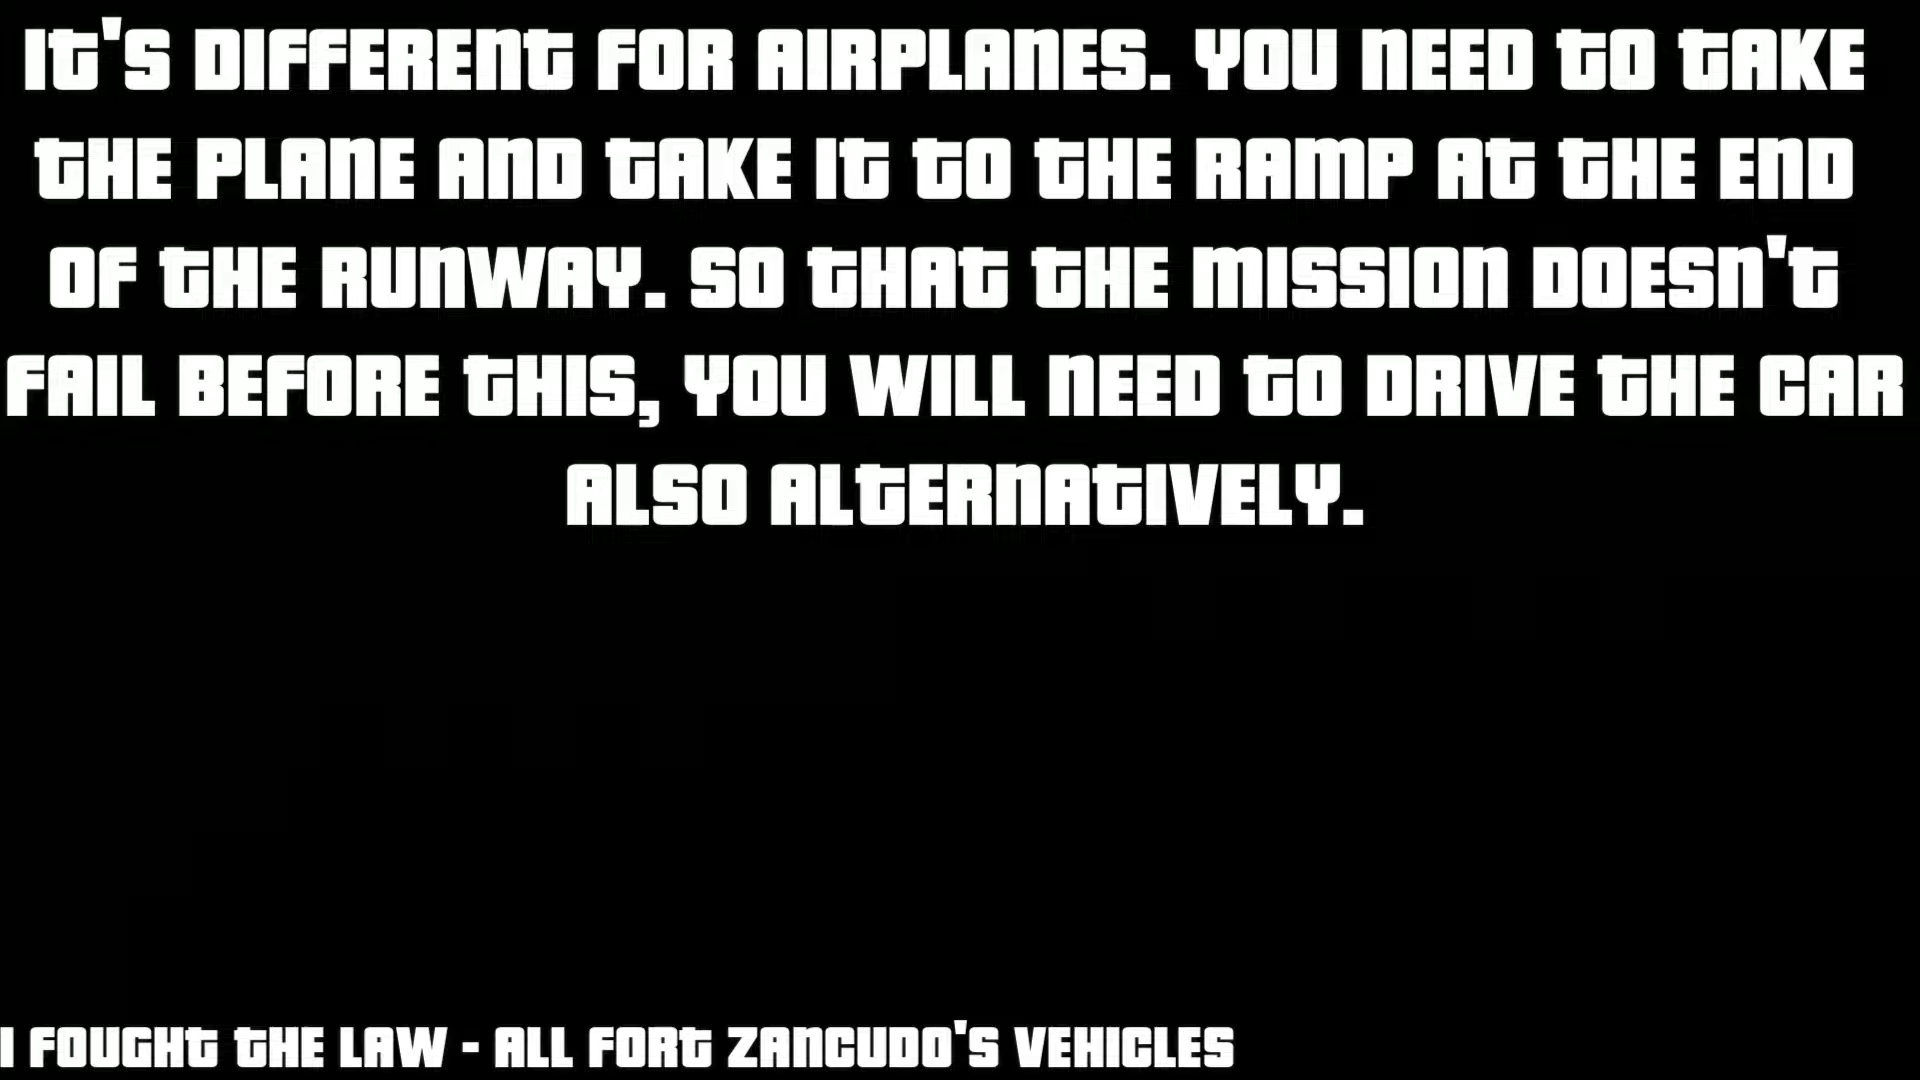 It's different for airplanes. You need to take
the plane and take it to the ramp at the end
of the runway. So that the mission doesn't
fail before this, you will need to drive the car
also alternatively.
I Fought the Law - All Fort Zancudo's Vehicles